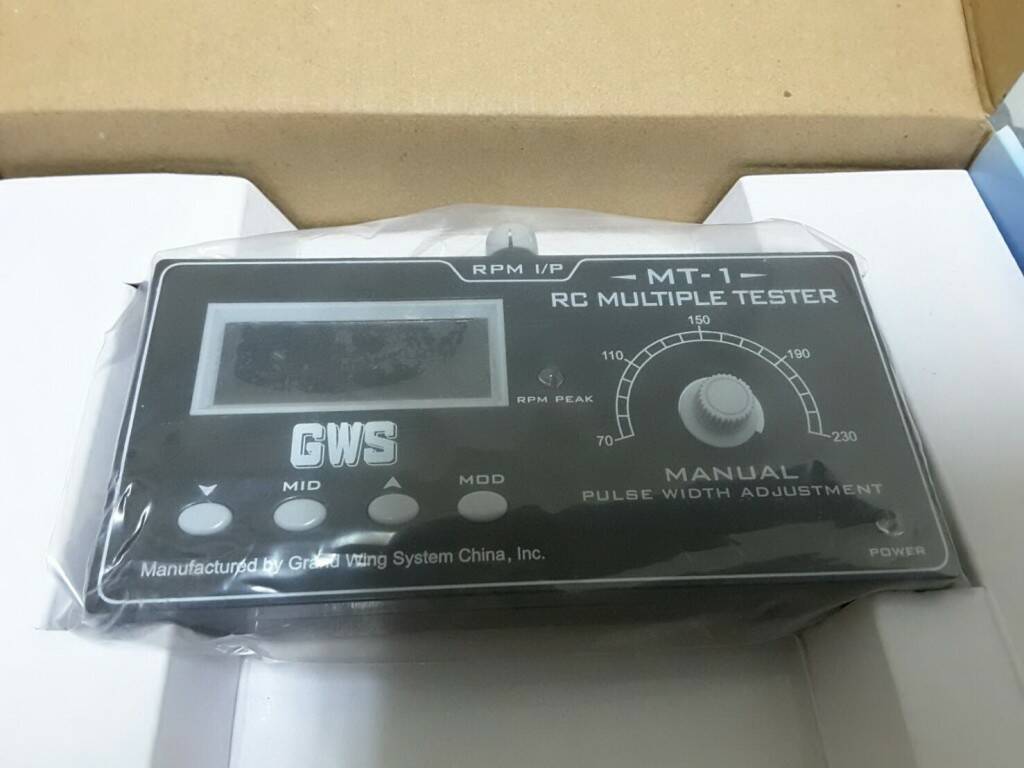 RPM I/P
MT-1
RC MULTIPLE TESTER
150
110
190
RPM PEAK
70
230
GWS
MANUAL
PULSE WIDTH ADJUSTMENT
MID
MOD
POWER
Manufactured by Grand Wing System China, Inc.